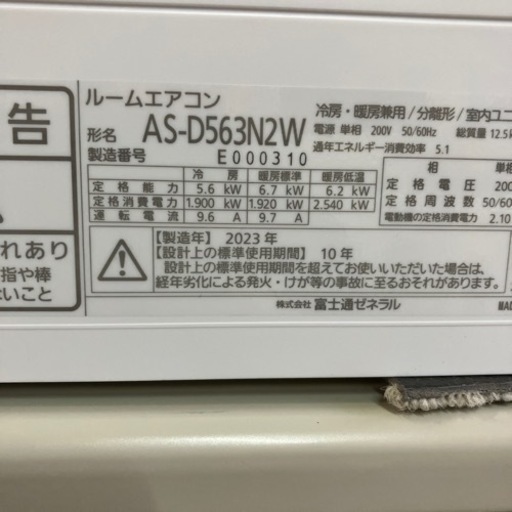 告
れあり
指や棒
ないこと
ルームエアコン
形名 AS-D563N2W
製造番号 E000310
冷房・暖房兼用/分離形/室内ユニ
電源 単相 200V 50/60Hz 総質量 12.5k
通年エネルギー消費効率 5.1
冷房 暖房標準 暖房低温
定格能力 5.6 kW 6.7 kW 6.2 kW
定格消費電力 1.900 kW 1.920 kW 2.540 kW
運転電流 9.6 A 9.7 A
相 単相
定格電圧 200
定格周波数 50/60
電動機の定格消費電力 2.10
【製造年】2023年
【設計上の標準使用期間】10年
設計上の標準使用期間を超えてお使いいただいた場合は、
経年劣化による発火・けが等の事故に至るおそれがあります。
株式会社 富士通ゼネラル
MAD